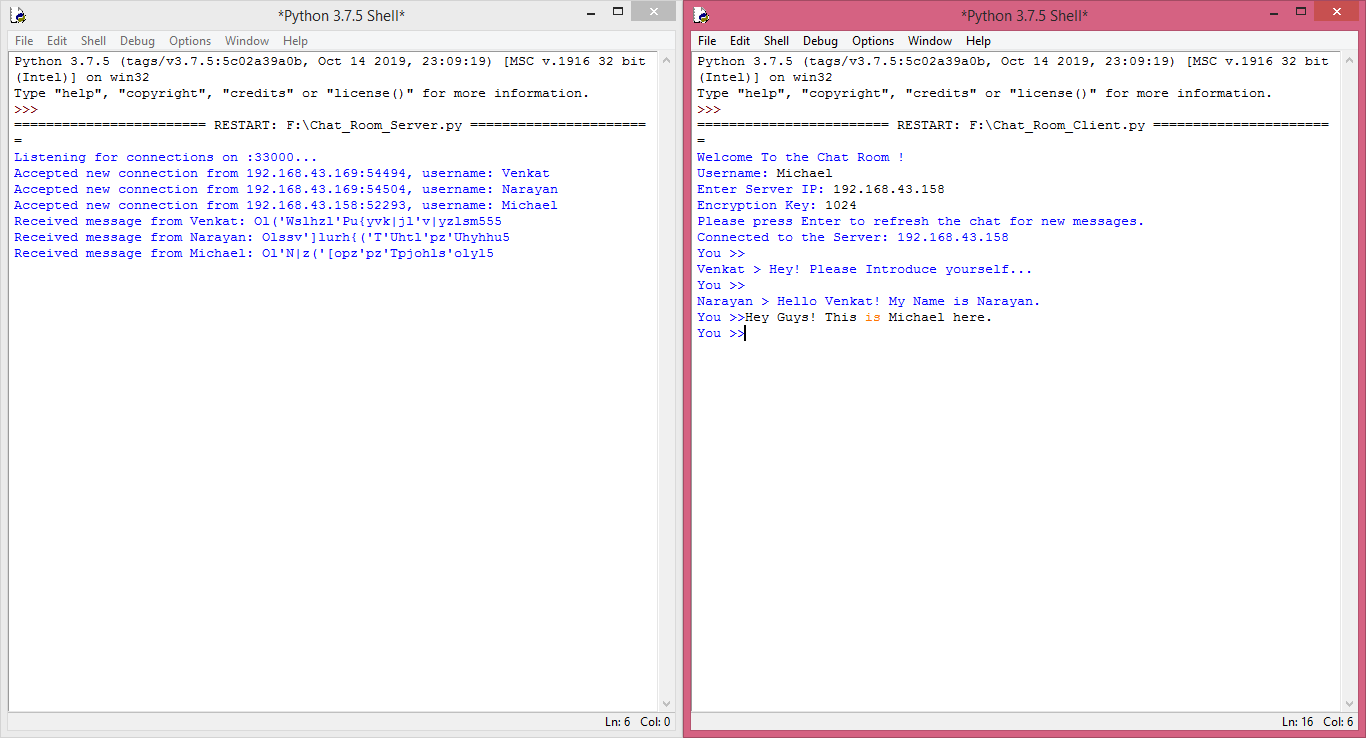 *Python 3.7.5 Shell*
File Edit Shell Debug Options Window Help
Python 3.7.5 (tags/v3.7.5:5c02a39a0b, Oct 14 2019, 23:09:19) [MSC v.1916 32 bit
(Intel)] on win32
Type "help", "copyright", "credits" or "license()" for more information.
>>>
======================== RESTART: F:\Chat_Room_Server.py ======================
=
Listening for connections on :33000...
Accepted new connection from 192.168.43.169:54494, username: Venkat
Accepted new connection from 192.168.43.169:54504, username: Narayan
Accepted new connection from 192.168.43.158:52293, username: Michael
Received message from Venkat: Ol('Wslhzl'Pu{yvk|jl'v|yzlsm555
Received message from Narayan: Olssv']lurh{('T'Uhtl'pz'Uhyhhu5
Received message from Michael: Ol'N|z('[opz'pz'Tpjohls'olyl5
Ln: 6 Col: 0
*Python 3.7.5 Shell*
File Edit Shell Debug Options Window Help
Python 3.7.5 (tags/v3.7.5:5c02a39a0b, Oct 14 2019, 23:09:19) [MSC v.1916 32 bit
(Intel)] on win32
Type "help", "copyright", "credits" or "license()" for more information.
>>>
======================== RESTART: F:\Chat_Room_Client.py ======================
=
Welcome To the Chat Room !
Username: Michael
Enter Server IP: 192.168.43.158
Encryption Key: 1024
Please press Enter to refresh the chat for new messages.
Connected to the Server: 192.168.43.158
You >>
Venkat > Hey! Please Introduce yourself...
You >>
Narayan > Hello Venkat! My Name is Narayan.
You >>Hey Guys! This is Michael here.
You >>
Ln: 16 Col: 6